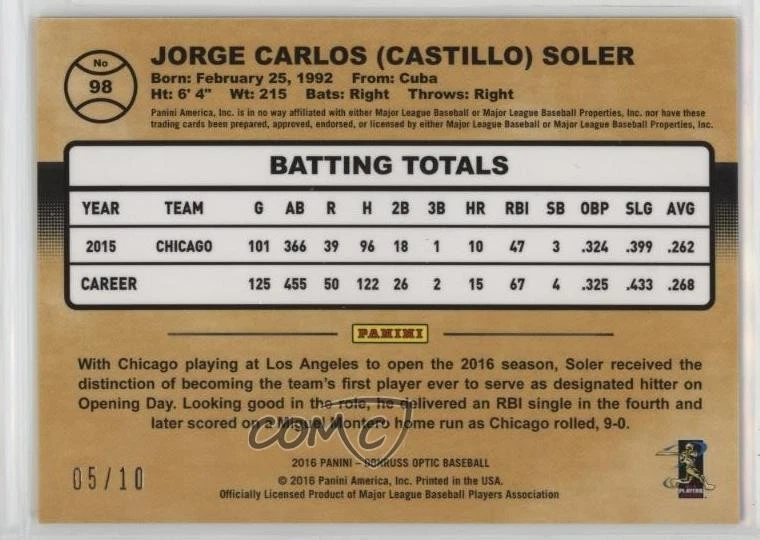 No
98
JORGE CARLOS (CASTILLO) SOLER
Born: February 25, 1992 From: Cuba
Ht: 6' 4" Wt: 215 Bats: Right Throws: Right
Panini America, Inc. is in no way affiliated with either Major League Baseball or Major League Baseball Properties, Inc. nor have these
trading cards been prepared, approved, endorsed, or licensed by either Major League Baseball or Major League Baseball Properties, Inc.
BATTING TOTALS
YEAR TEAM G AB R H 2B 3B HR RBI SB OBP SLG AVG
2015 CHICAGO 101 366 39 96 18 1 10 47 3 .324 .399 .262
CAREER 125 455 50 122 26 2 15 67 4 .325 .433 .268
PANINI
With Chicago playing at Los Angeles to open the 2016 season, Soler received the
distinction of becoming the team's first player ever to serve as designated hitter on
Opening Day. Looking good in the role, he delivered an RBI single in the fourth and
later scored on a Miguel Montero home run as Chicago rolled, 9-0.
COMC
2016 PANINI – DONRUSS OPTIC BASEBALL
© 2016 Panini America, Inc. Printed in the USA.
Officially Licensed Product of Major League Baseball Players Association
05/10
PLAYERS